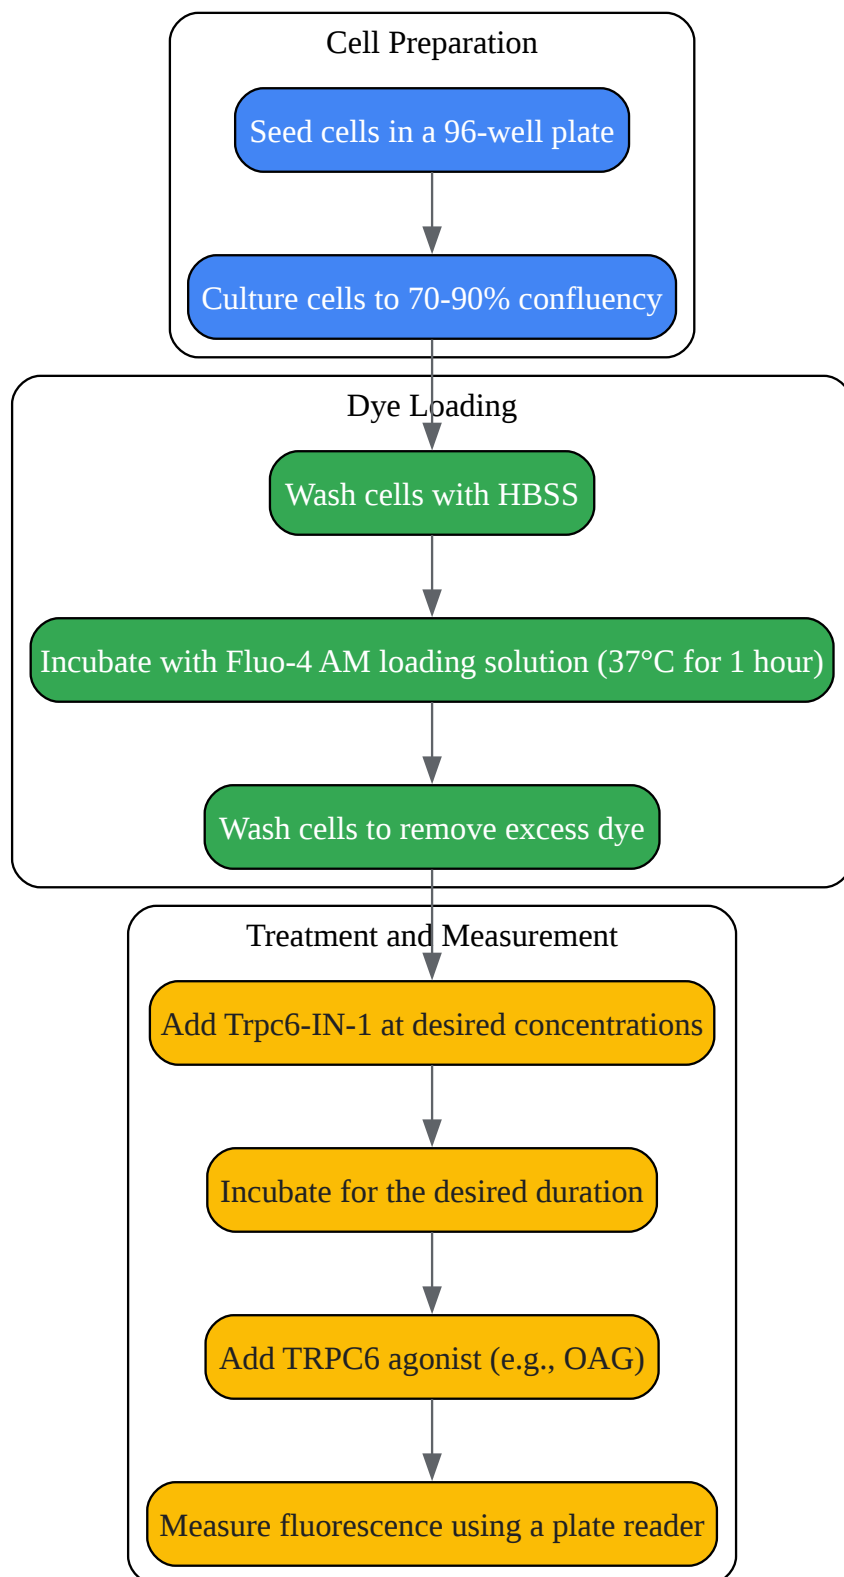 Cell Preparation
Seed cells in a 96-well plate
Culture cells to 70-90% confluency
Dye Loading
Wash cells with HBSS
Incubate with Fluo-4 AM loading solution (37°C for 1 hour)
Wash cells to remove excess dye
Treatment and Measurement
Add Trpc6-IN-1 at desired concentrations
Incubate for the desired duration
Add TRPC6 agonist (e.g., OAG)
Measure fluorescence using a plate reader